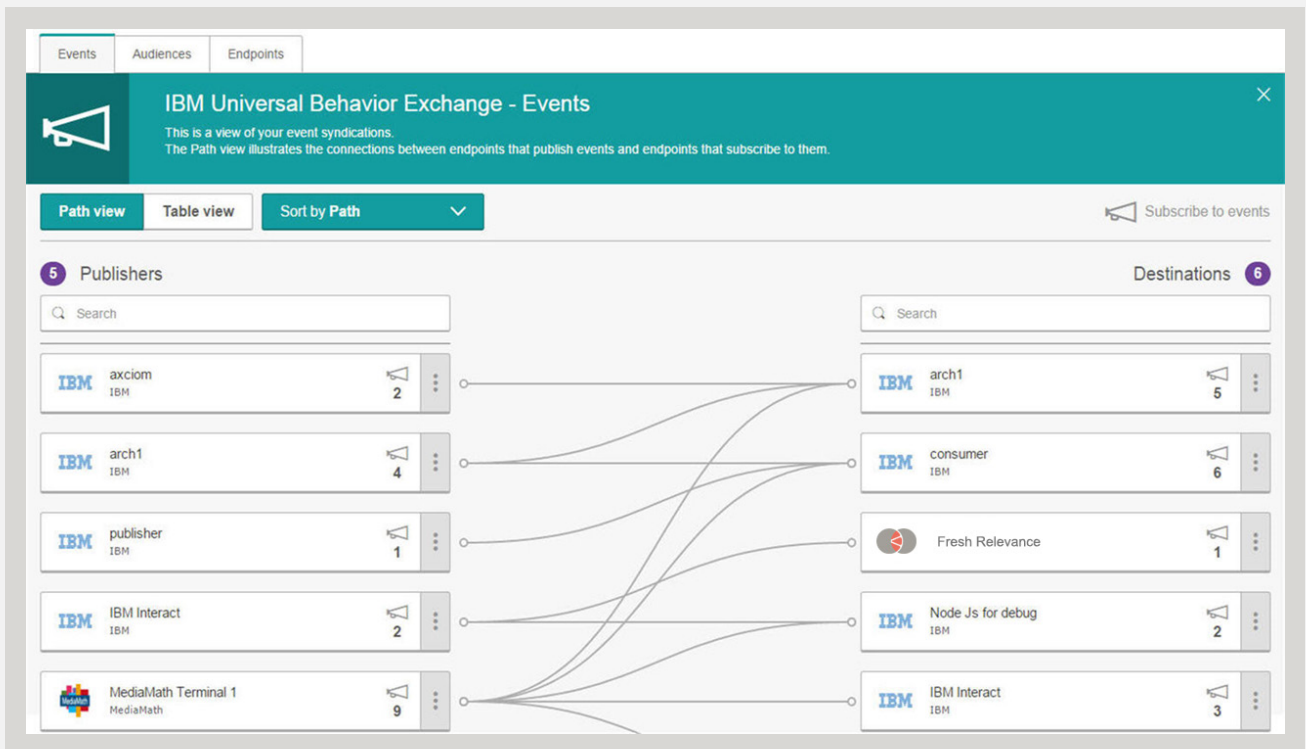 Events
Audiences
Endpoints
IBM Universal Behavior Exchange - Events
This is a view of your event syndications.
The Path view illustrates the connections between endpoints that publish events and endpoints that subscribe to them.
Path view
Table view
Sort by Path
Subscribe to events
5 Publishers
Destinations 6
Search
Search
IBM axciom 2
IBM
IBM arch1 5
IBM
IBM arch1 4
IBM
IBM consumer 6
IBM
IBM publisher 1
IBM
Fresh Relevance 1
IBM IBM Interact 2
IBM
IBM Node Js for debug 2
IBM
MediaMath MediaMath Terminal 1 9
MediaMath
IBM IBM Interact 3
IBM